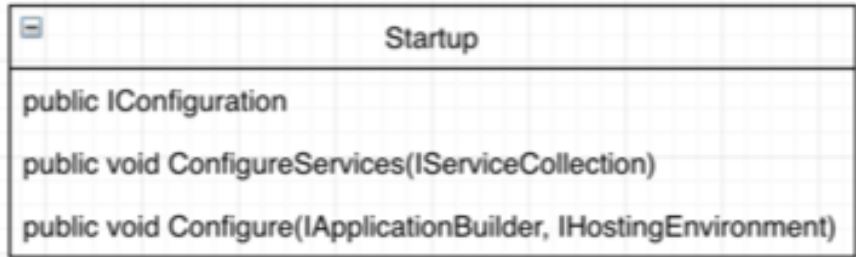 Startup
public IConfiguration
public void ConfigureServices(IServiceCollection)
public void Configure(IApplicationBuilder, IHostingEnvironment)